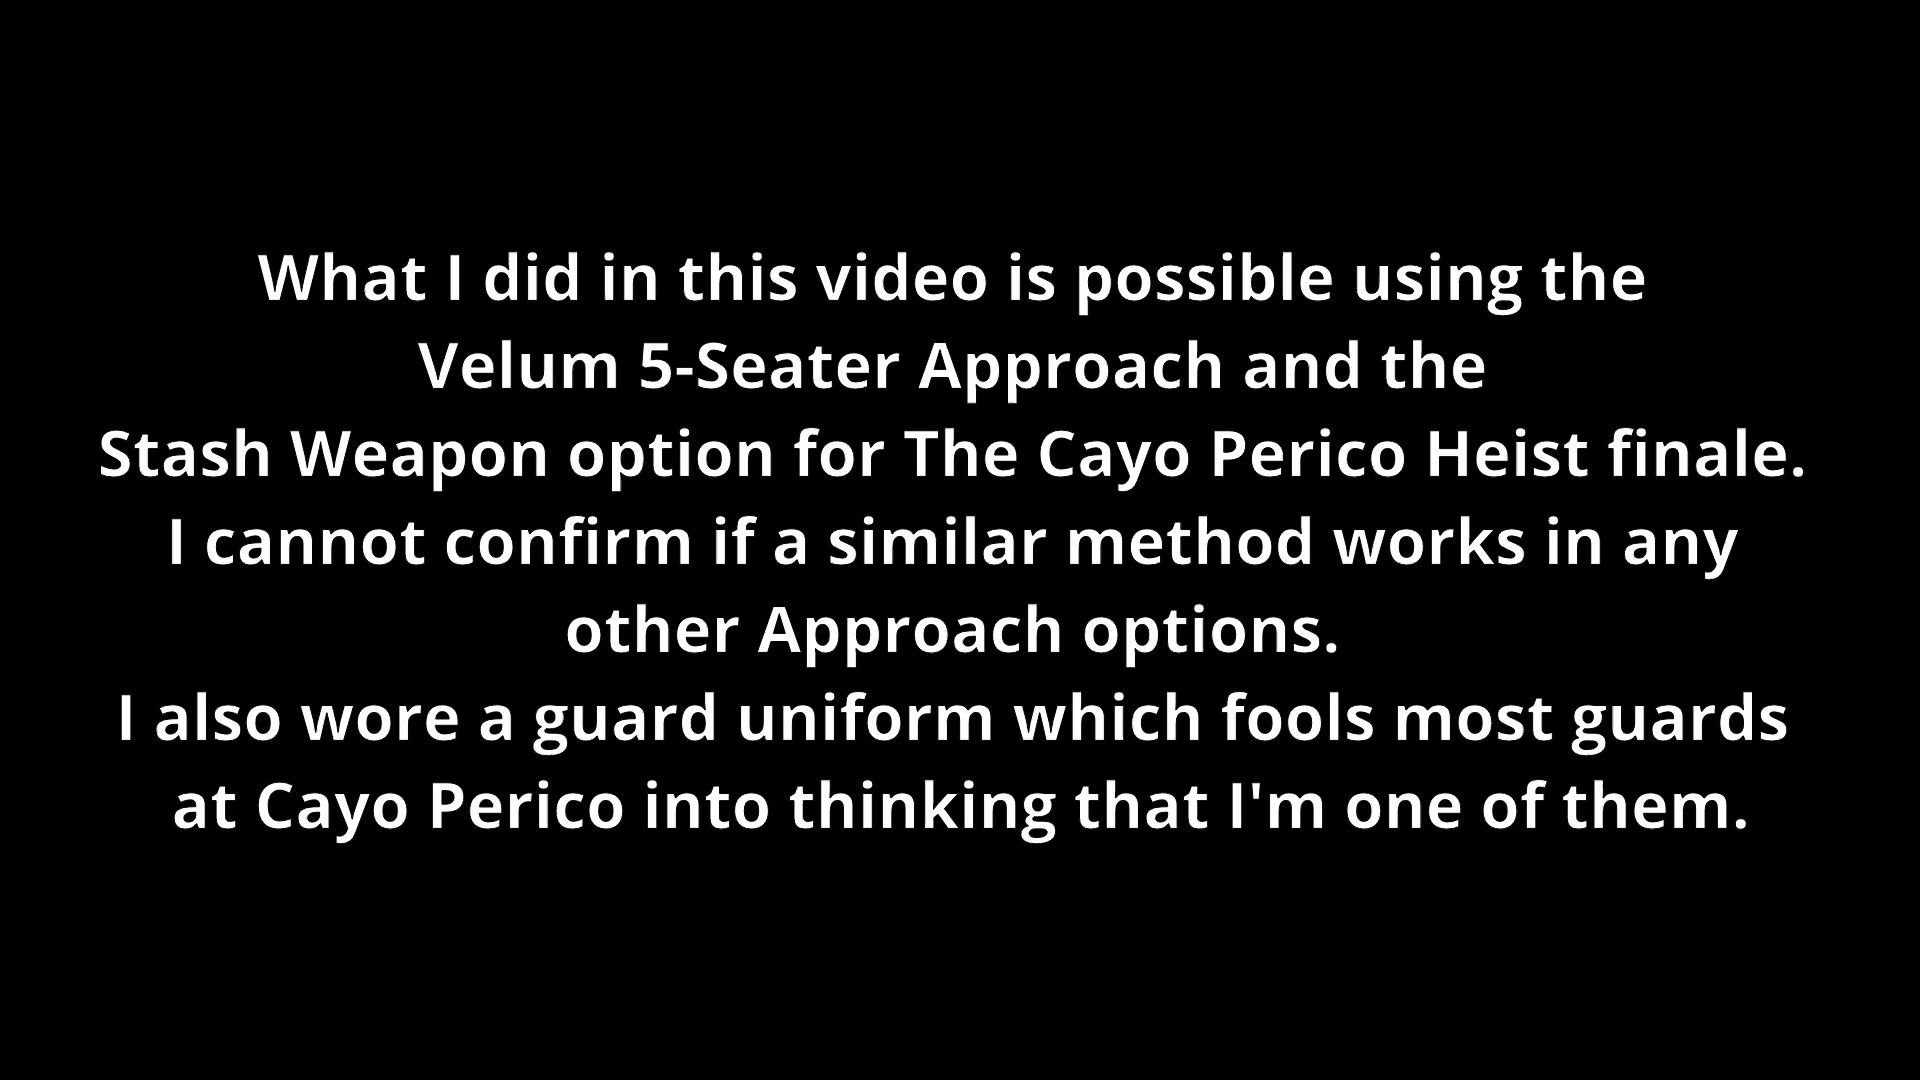 What I did in this video is possible using the
Velum 5-Seater Approach and the
Stash Weapon option for The Cayo Perico Heist finale.
I cannot confirm if a similar method works in any
other Approach options.
I also wore a guard uniform which fools most guards
at Cayo Perico into thinking that I'm one of them.